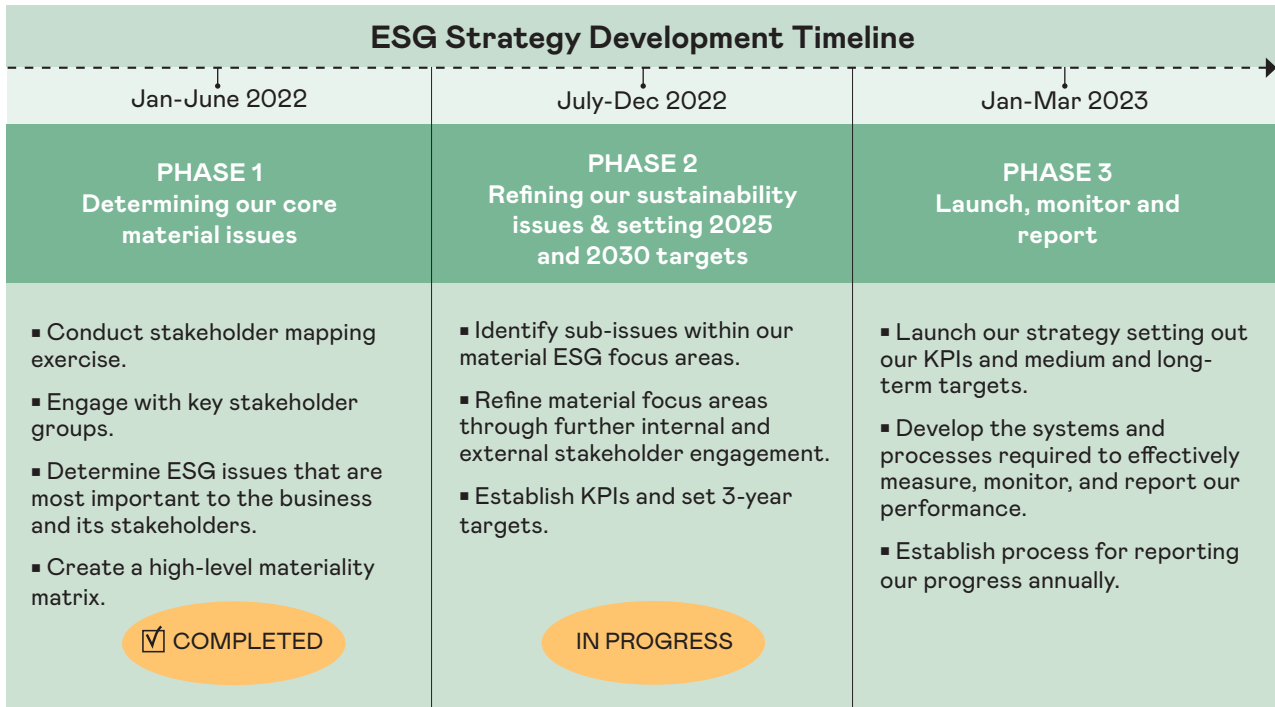 ESG Strategy Development Timeline
Jan-June 2022
PHASE 1
Determining our core
material issues
▪ Conduct stakeholder mapping
exercise.
▪ Engage with key stakeholder
groups.
▪ Determine ESG issues that are
most important to the business
and its stakeholders.
▪ Create a high-level materiality
matrix.
☑ COMPLETED
July-Dec 2022
PHASE 2
Refining our sustainability
issues & setting 2025
and 2030 targets
▪ Identify sub-issues within our
material ESG focus areas.
▪ Refine material focus areas
through further internal and
external stakeholder engagement.
▪ Establish KPIs and set 3-year
targets.
IN PROGRESS
Jan-Mar 2023
PHASE 3
Launch, monitor and
report
▪ Launch our strategy setting out
our KPIs and medium and long-
term targets.
▪ Develop the systems and
processes required to effectively
measure, monitor, and report our
performance.
▪ Establish process for reporting
our progress annually.